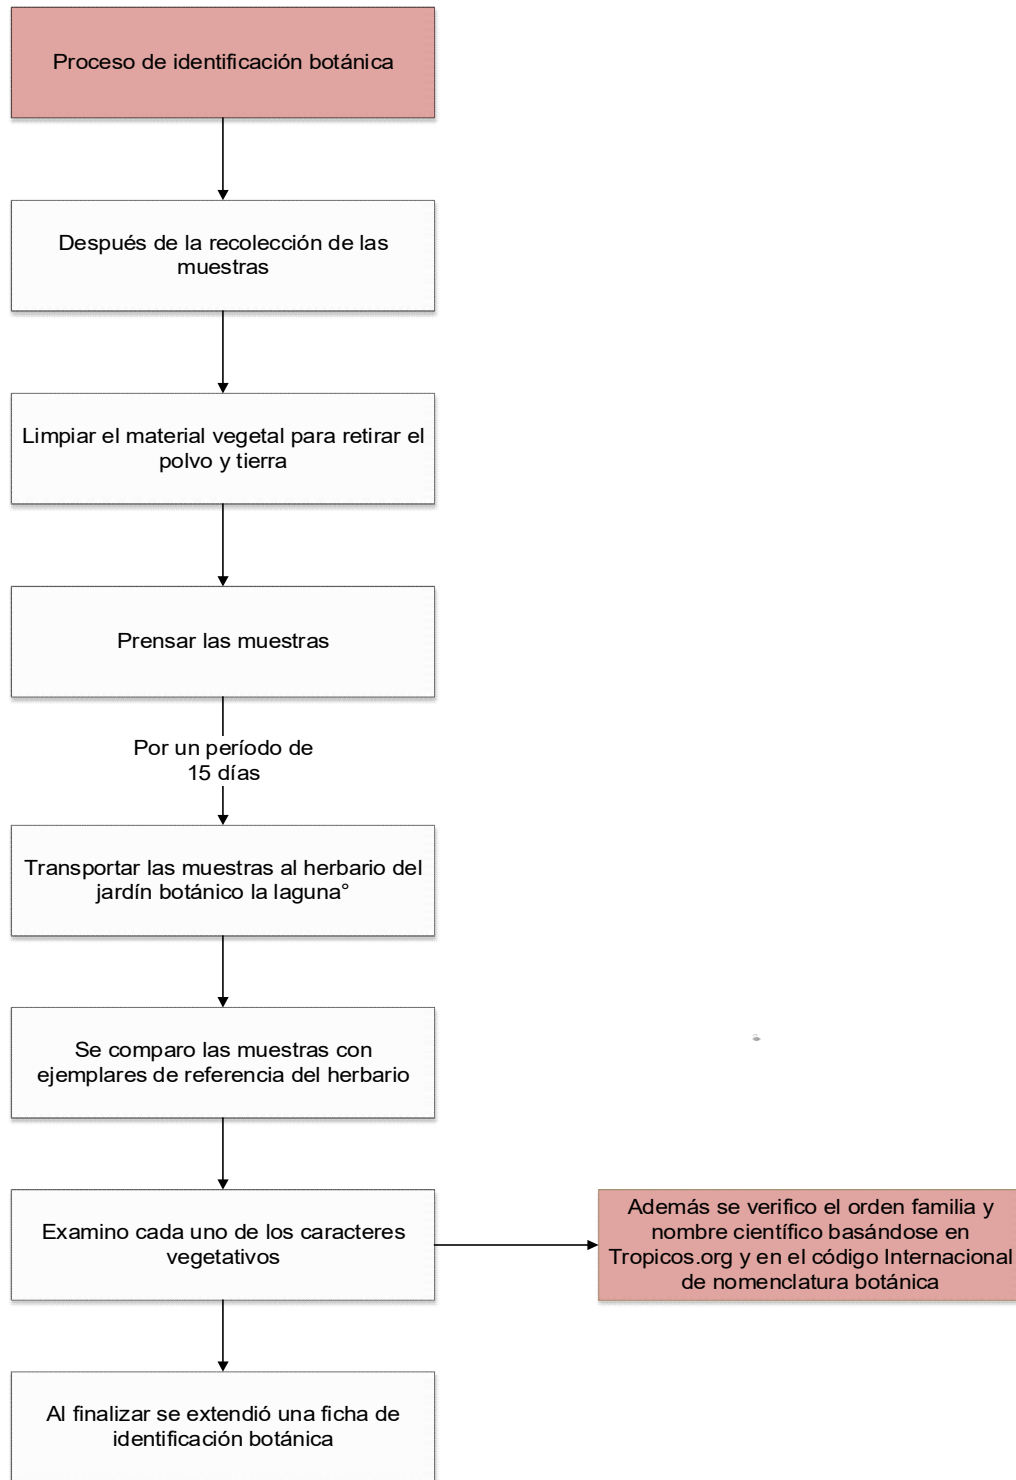 Proceso de identificación botánica
Después de la recolección de las
muestras
Limpiar el material vegetal para retirar el
polvo y tierra
Prensar las muestras
Por un período de
15 días
Transportar las muestras al herbario del
jardín botánico la laguna°
Se comparo las muestras con
ejemplares de referencia del herbario
Examino cada uno de los caracteres
vegetativos
Además se verifico el orden familia y
nombre científico basándose en
Tropicos.org y en el código Internacional
de nomenclatura botánica
Al finalizar se extendió una ficha de
identificación botánica